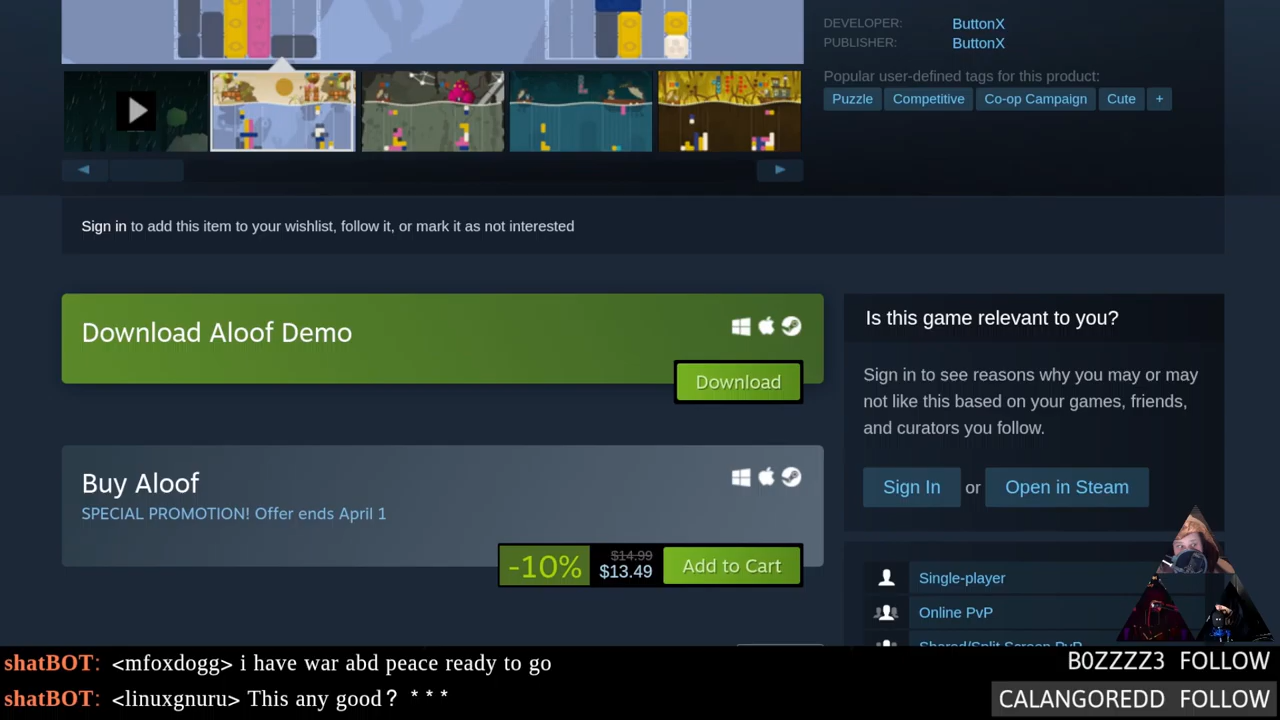 DEVELOPER: ButtonX
PUBLISHER: ButtonX
Popular user-defined tags for this product:
Puzzle Competitive Co-op Campaign Cute +
Sign in to add this item to your wishlist, follow it, or mark it as not interested
Download Aloof Demo
Download
Buy Aloof
SPECIAL PROMOTION! Offer ends April 1
-10% $14.99 $13.49 Add to Cart
Is this game relevant to you?
Sign in to see reasons why you may or may
not like this based on your games, friends,
and curators you follow.
Sign In or Open in Steam
Single-player
Online PvP
Shared/Split Screen PvP
shatBOT: <mfoxdogg> i have war abd peace ready to go
shatBOT: <linuxgnuru> This any good? ***
B0ZZZZ3 FOLLOW
CALANGOREDD FOLLOW